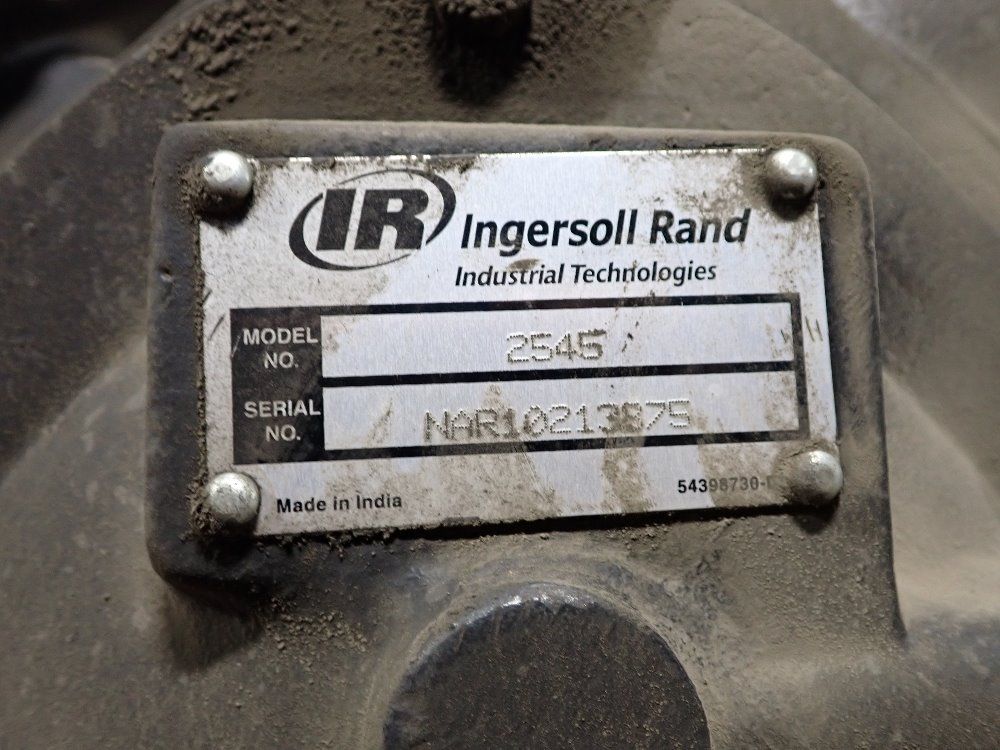 IR Ingersoll Rand
Industrial Technologies
MODEL NO. 2545
SERIAL NO. NAR10213875
Made in India